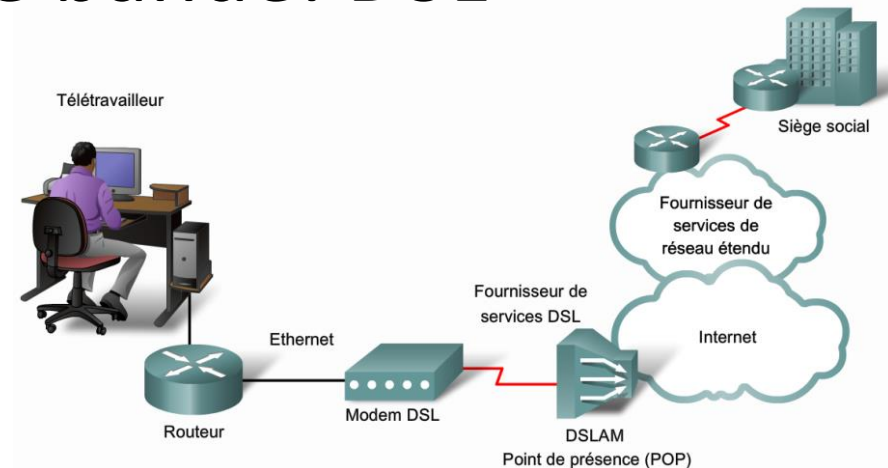 DSL
Télétravailleur
Siège social
Fournisseur de
services de
réseau étendu
Fournisseur de
services DSL
Internet
Ethernet
Modem DSL
Routeur
DSLAM
Point de présence (POP)